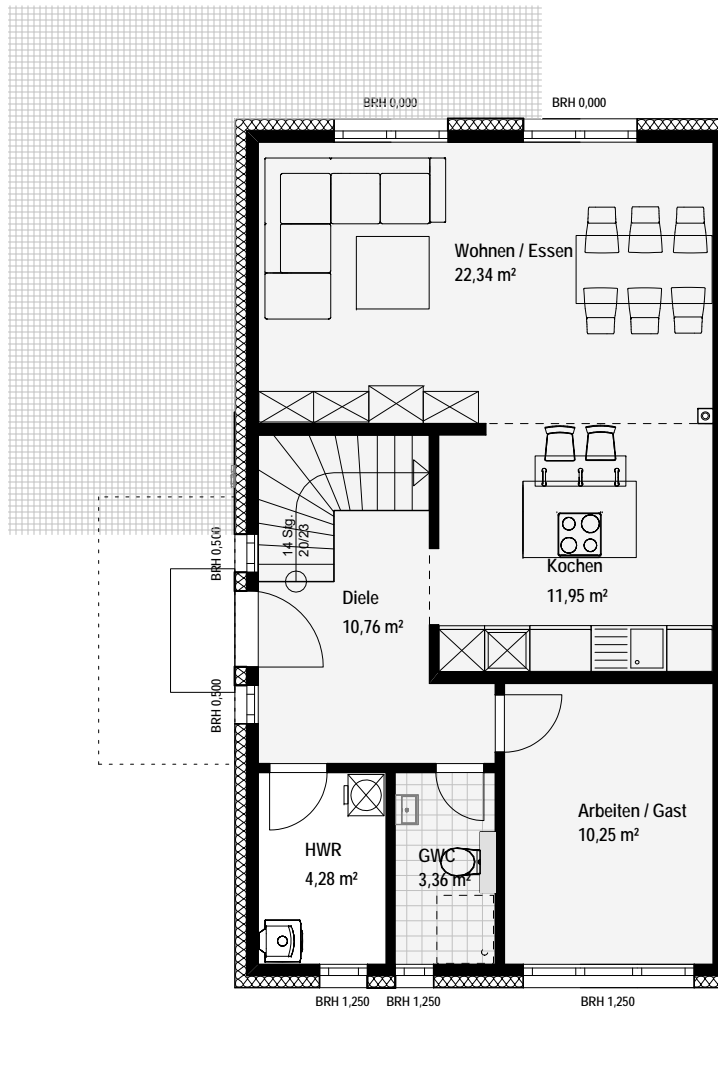 BRH 0,000
BRH 0,000
Wohnen / Essen
22,34 m²
14 Stg.
20/23
BRH 0,500
Kochen
11,95 m²
Diele
10,76 m²
BRH 0,500
Arbeiten / Gast
10,25 m²
HWR
4,28 m²
GWC
3,36 m²
BRH 1,250
BRH 1,250
BRH 1,250